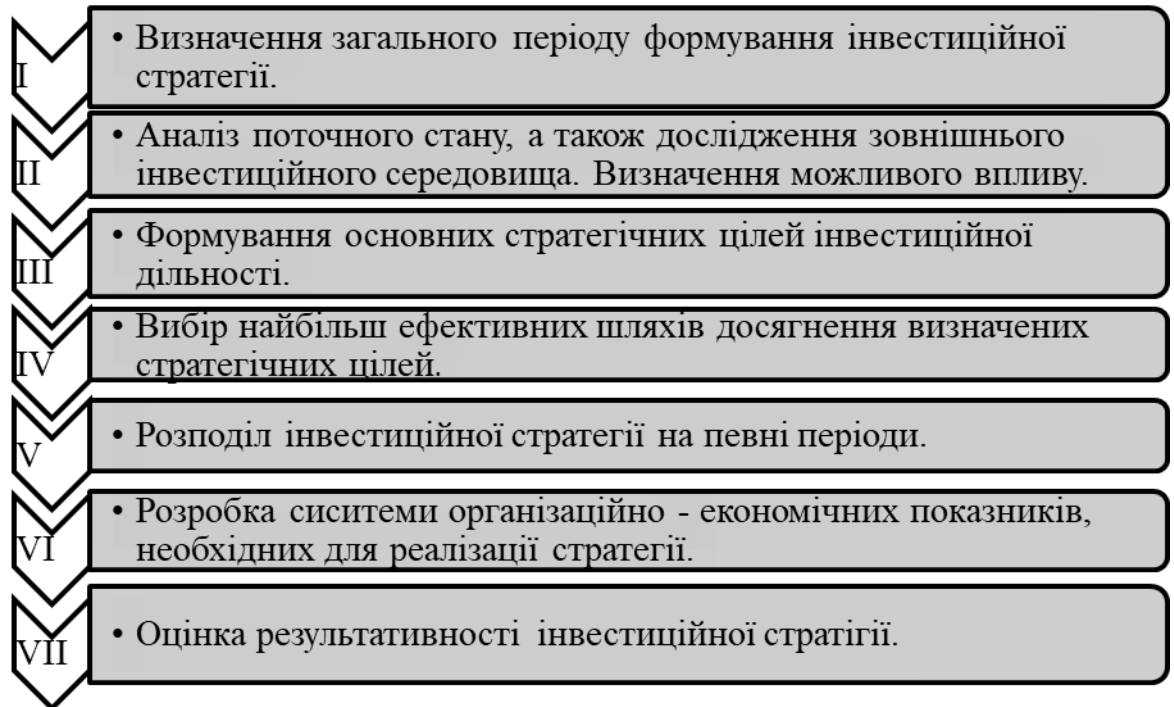 I
• Визначення загального періоду формування інвестиційної
стратегії.
II
• Аналіз поточного стану, а також дослідження зовнішнього
інвестиційного середовища. Визначення можливого впливу.
III
• Формування основних стратегічних цілей інвестиційної
дільності.
IV
• Вибір найбільш ефективних шляхів досягнення визначених
стратегічних цілей.
V
• Розподіл інвестиційної стратегії на певні періоди.
VI
• Розробка сиситеми організаційно - економічних показників,
необхідних для реалізації стратегії.
VII
• Оцінка результативності інвестиційної стратігії.